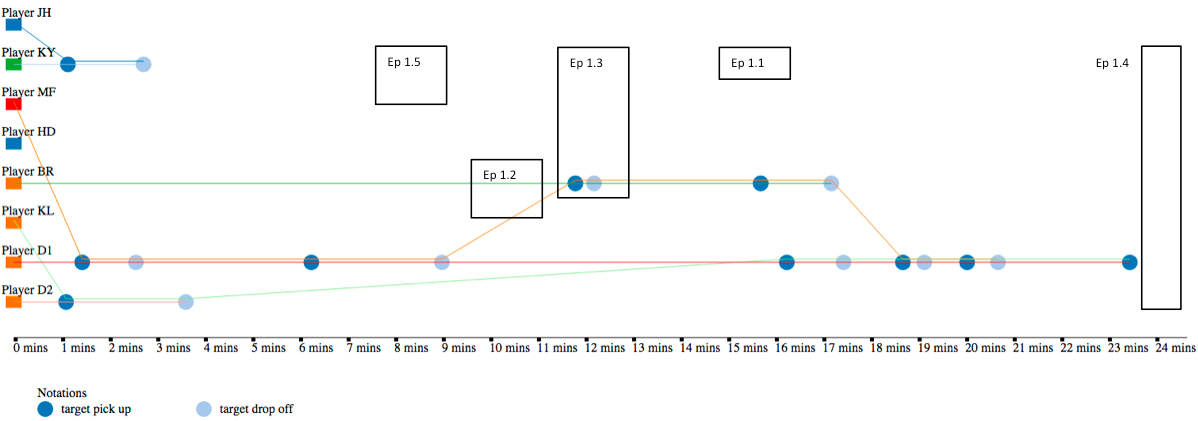 Player JH
Player KY
Ep 1.5
Ep 1.3
Ep 1.1
Ep 1.4
Player MF
Player HD
Player BR
Ep 1.2
Player KL
Player D1
Player D2
0 mins 1 mins 2 mins 3 mins 4 mins 5 mins 6 mins 7 mins 8 mins 9 mins 10 mins 11 mins 12 mins 13 mins 14 mins 15 mins 16 mins 17 mins 18 mins 19 mins 20 mins 21 mins 22 mins 23 mins 24 mins
Notations
target pick up target drop off